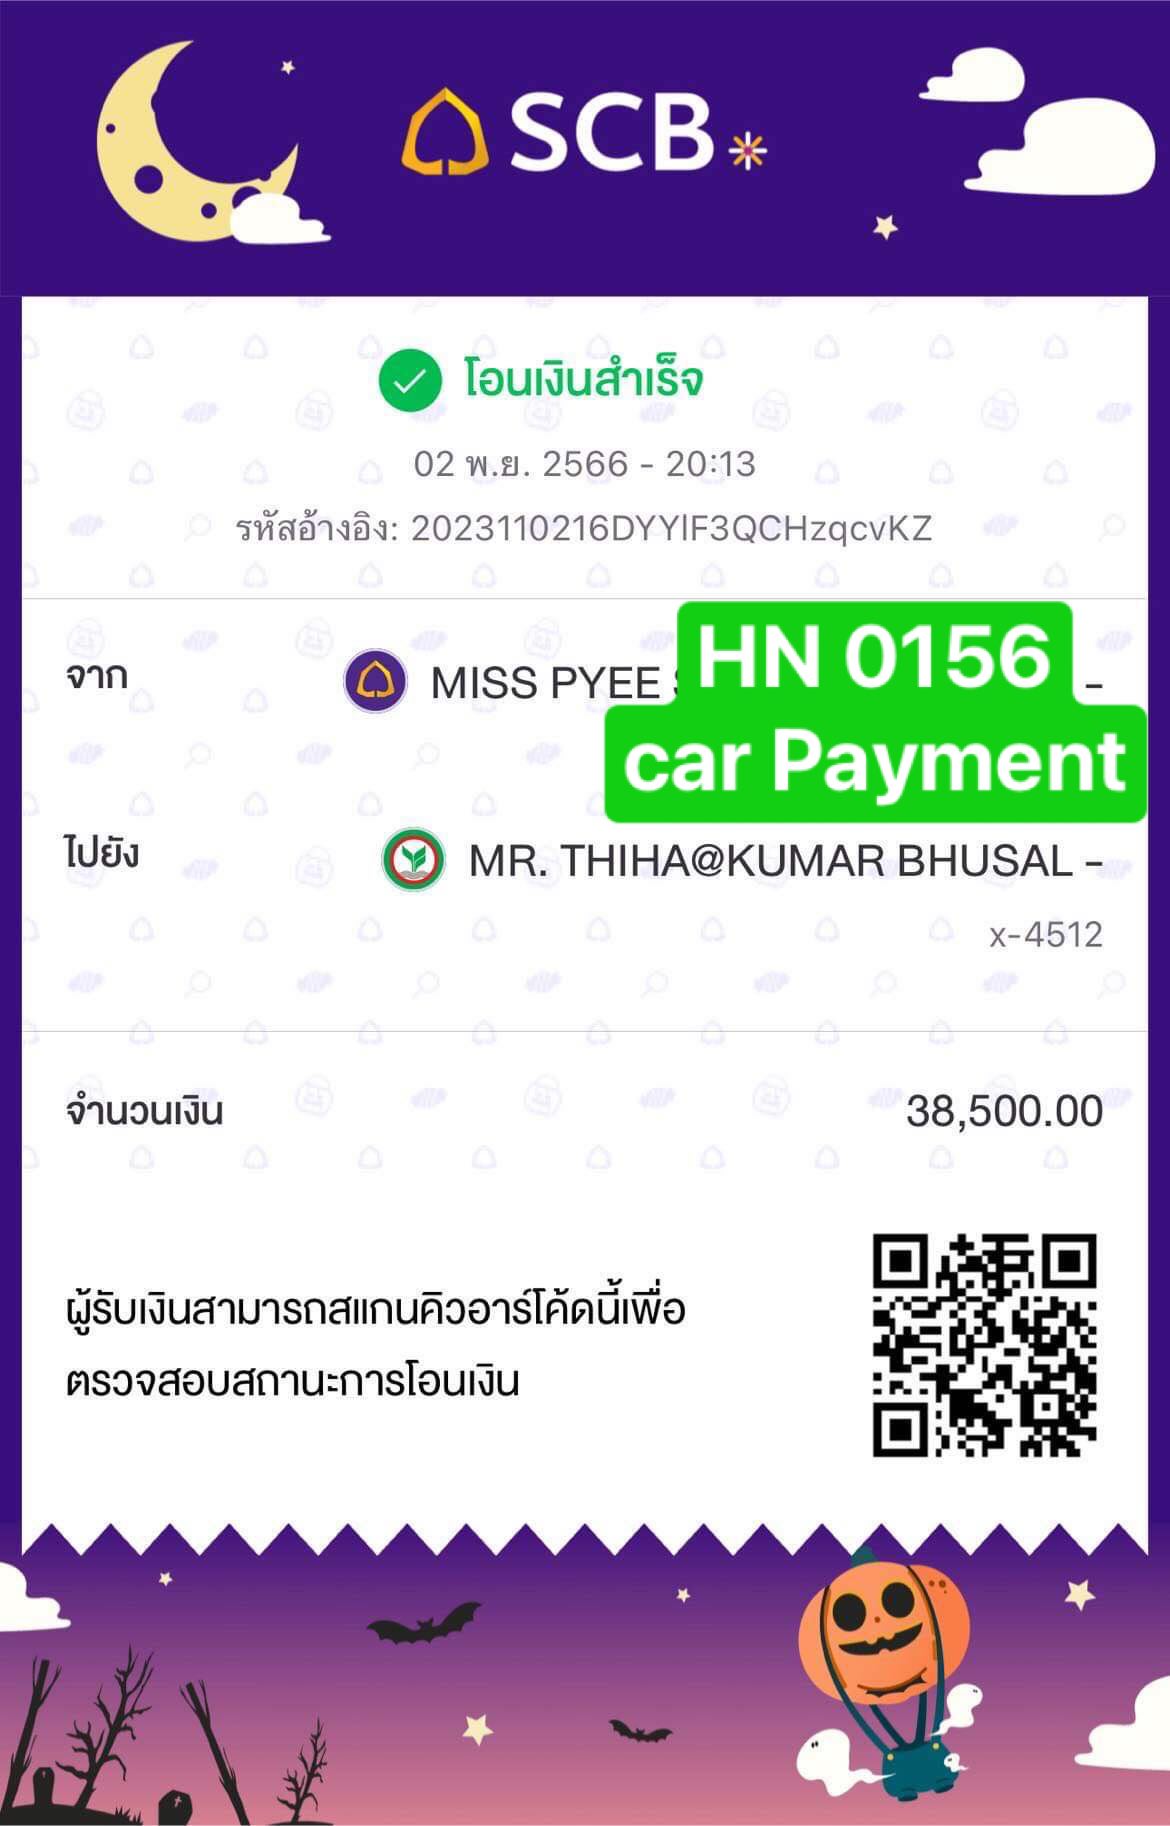 SCB
โอนเงินสำเร็จ
02 พ.ย. 2566 - 20:13
รหัสอ้างอิง: 2023110216DYYlF3QCHzqcvKZ
จาก
MISS PYEE
HN 0156
car Payment
ไปยัง
MR. THIHA@KUMAR BHUSAL -
x-4512
จำนวนเงิน
38,500.00
ผู้รับเงินสามารถสแกนคิวอาร์โค้ดนี้เพื่อ
ตรวจสอบสถานะการโอนเงิน